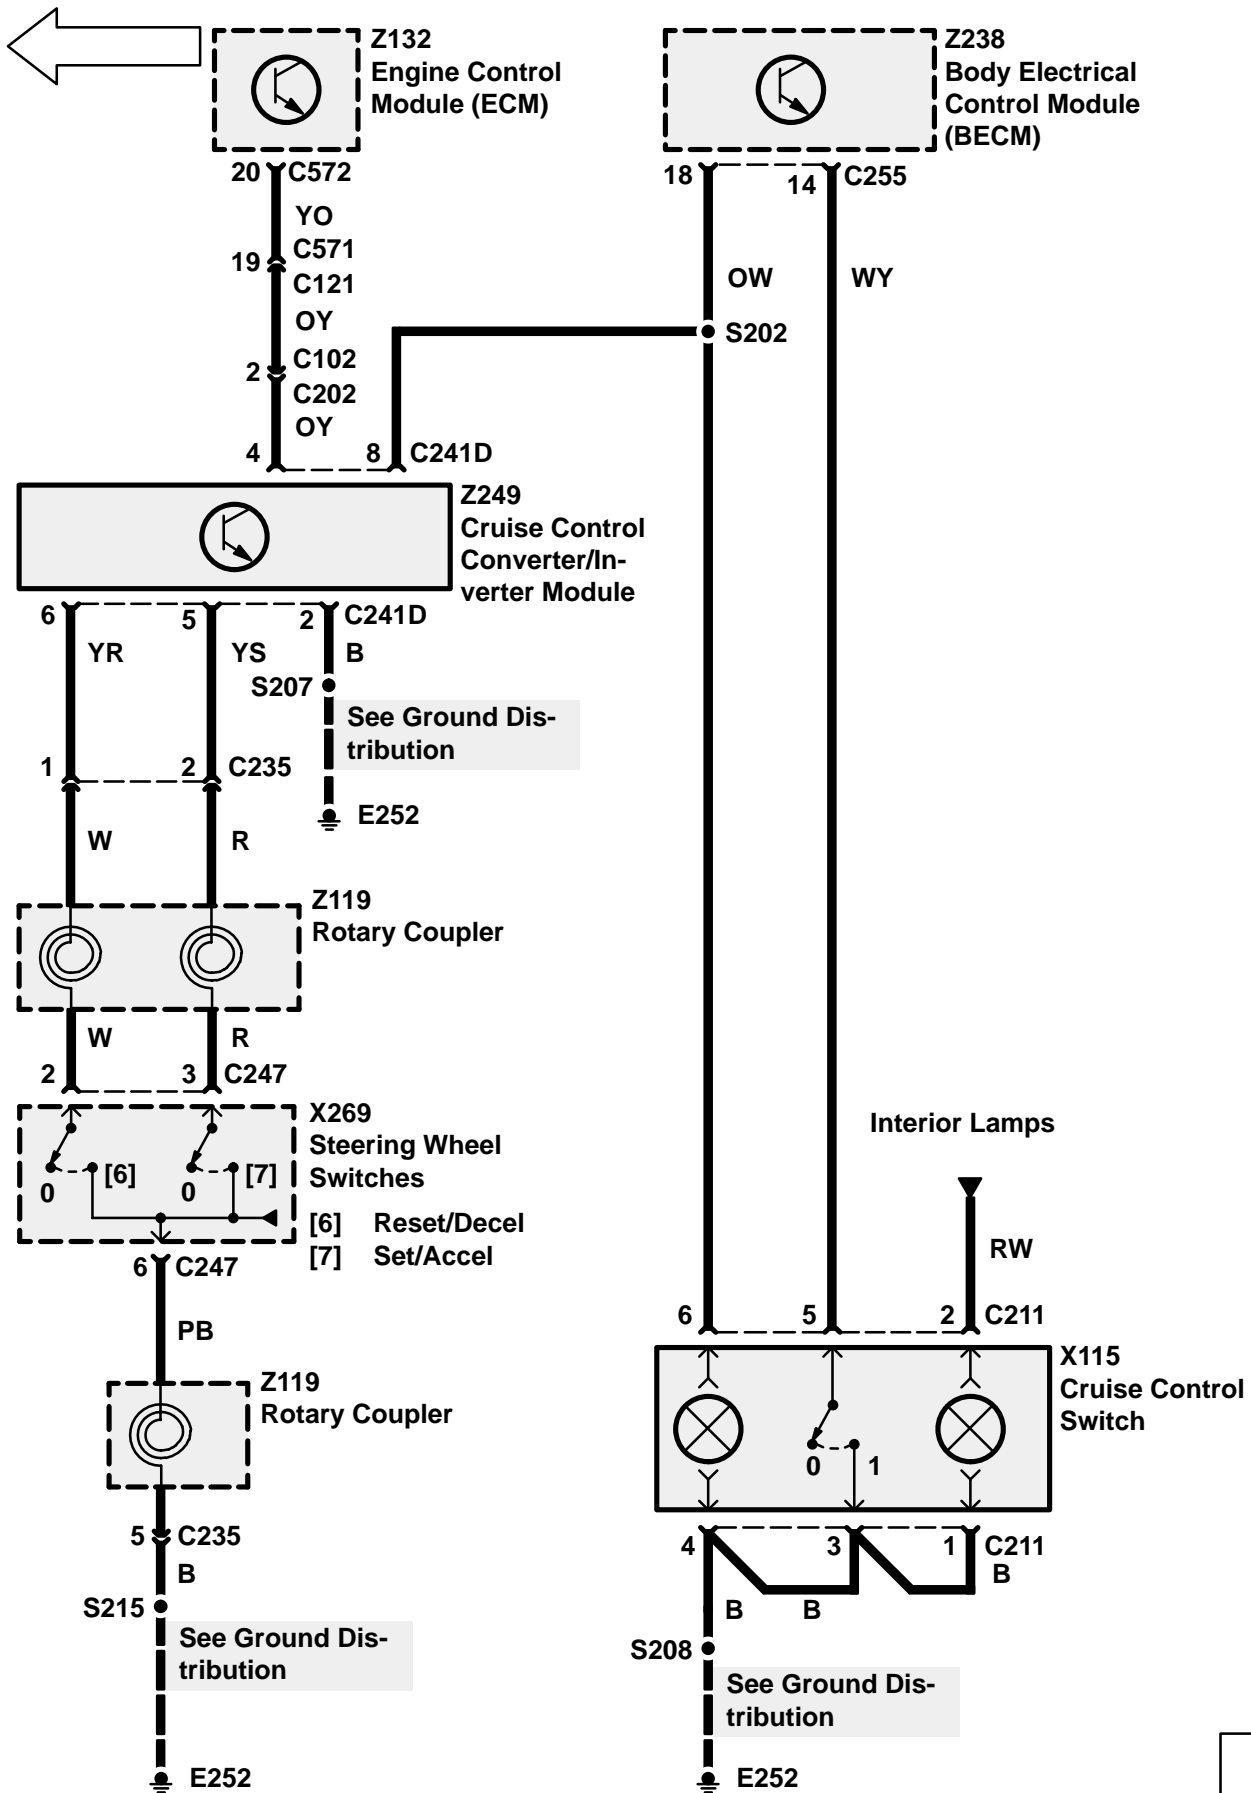 Z132
Engine Control
Module (ECM)
Z238
Body Electrical
Control Module
(BECM)
20 C572
18 14 C255
YO
19 C571
C121
OY
OW WY
S202
2 C102
C202
OY
4 8 C241D
Z249
Cruise Control
Converter/In-
verter Module
6 5 2 C241D
YR YS B
S207
See Ground Dis-
tribution
1 2 C235
E252
W R
Z119
Rotary Coupler
W R
2 3 C247
X269
Steering Wheel
Switches
0 [6] 0 [7]
[6] Reset/Decel
[7] Set/Accel
Interior Lamps
RW
6 C247
PB
6 5 2 C211
X115
Cruise Control
Switch
0 1
Z119
Rotary Coupler
5 C235
B
4 3 1 C211
B
B B
S215
See Ground Dis-
tribution
S208
See Ground Dis-
tribution
E252
E252